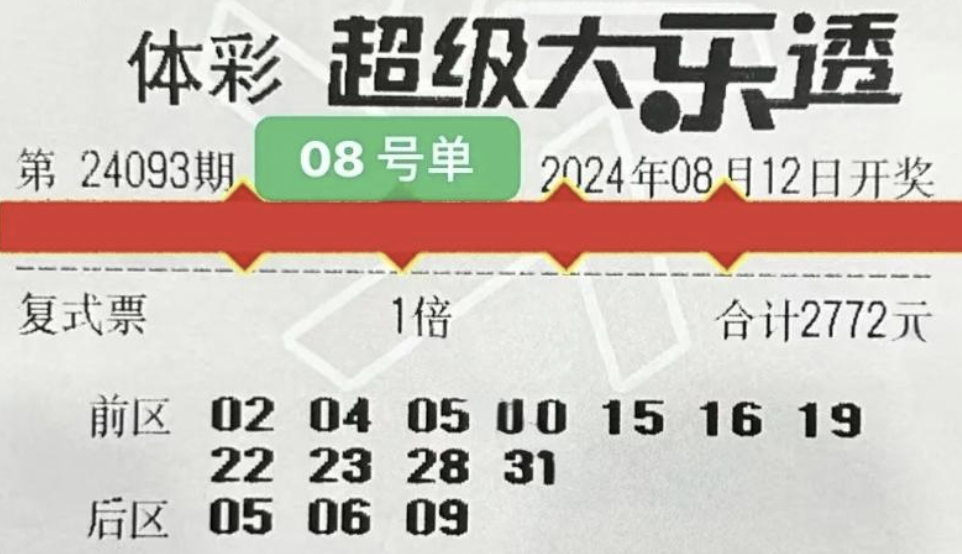 体彩 超级大乐透
第 24093期 08 号单 2024年08月12日开奖
复式票 1倍 合计2772元
前区 02 04 05 15 16 19
22 23 28 31
后区 05 06 09